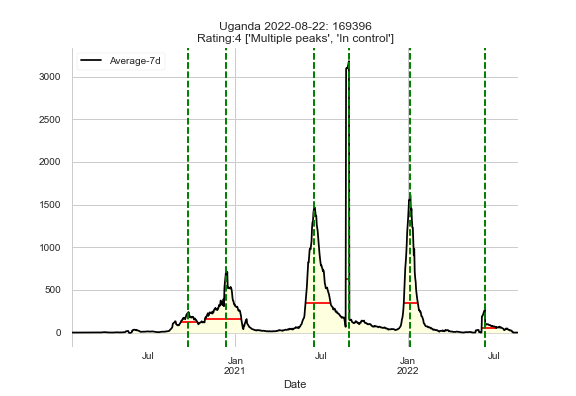 Uganda 2022-08-22: 169396
Rating:4 ['Multiple peaks', 'In control']
Average-7d
3000
2500
2000
1500
1000
500
0
Jul
Jan
2021
Jul
Jan
2022
Jul
Date